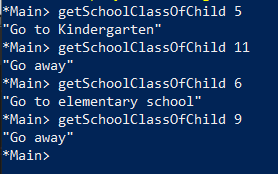 *Main> getSchoolClassOfChild 5
"Go to Kindergarten"
*Main> getSchoolClassOfChild 11
"Go away"
*Main> getSchoolClassOfChild 6
"Go to elementary school"
*Main> getSchoolClassOfChild 9
"Go away"
*Main>